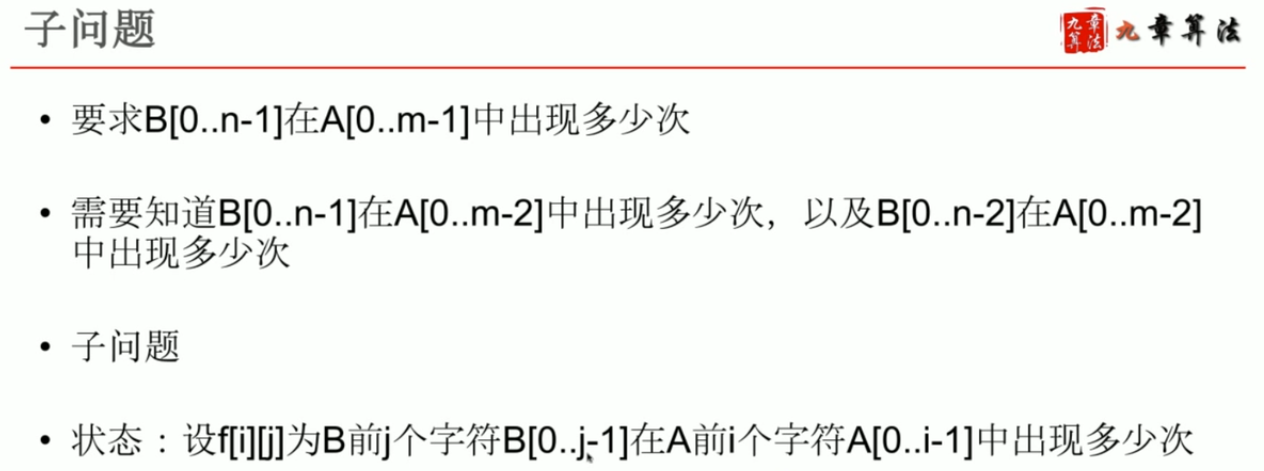 子问题
九章算法 九章算法
• 要求B[0..n-1]在A[0..m-1]中出现多少次
• 需要知道B[0..n-1]在A[0..m-2]中出现多少次，以及B[0..n-2]在A[0..m-2]
中出现多少次
• 子问题
• 状态：设f[i][j]为B前j个字符B[0..j-1]在A前i个字符A[0..i-1]中出现多少次